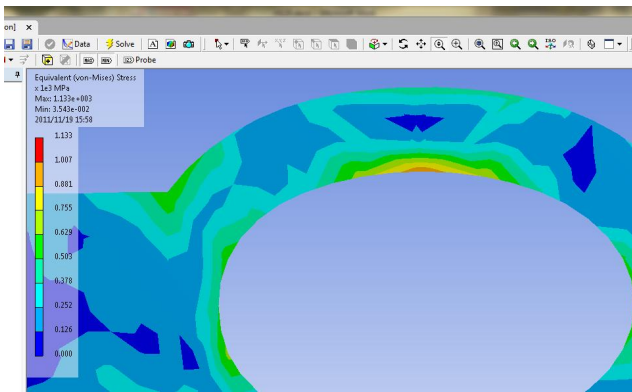 on]
Data
Solve
Probe
Equivalent (von-Mises) Stress
x 1e3 MPa
Max: 1.133e+003
Min: 3.543e-002
2011/11/19 15:58
1.133
1.007
0.881
0.755
0.629
0.503
0.378
0.252
0.126
0.000